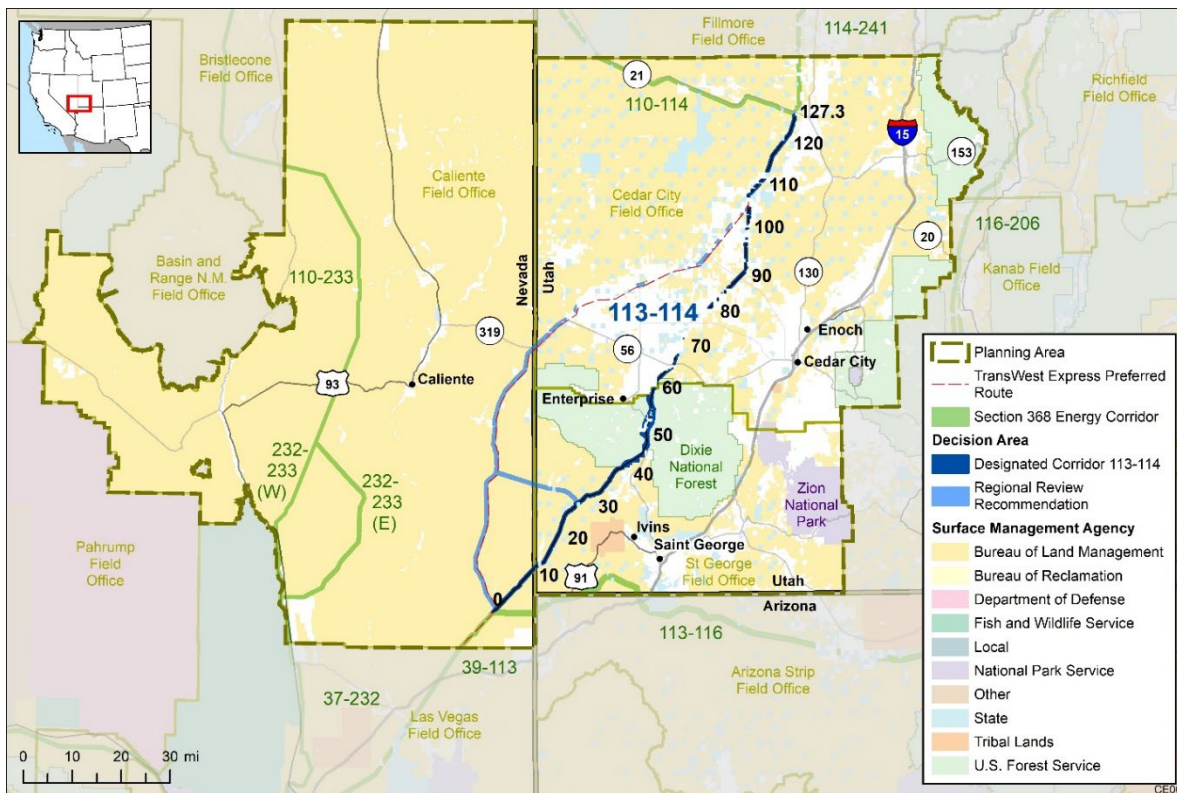 Fillmore
Field Office
114-241
Bristlecone
Field Office
21
110-114
Richfield
Field Office
127.3
15
120
153
Caliente
Field Office
110
Cedar City
Field Office
100
20
116-206
Kanab Field
Office
Basin and
Range N.M.
Field Office
110-233
Nevada
Utah
90
130
113-114
80
319
Enoch
56
70
Cedar City
93
Caliente
60
Enterprise
50
Dixie
National
Forest
232-
233
(W)
40
232-
233
(E)
Zion
National
Park
30
Ivins
20
Saint George
Pahrump
Field
Office
10
91
St George
Field Office
Utah
0
Arizona
113-116
39-113
Arizona Strip
Field Office
37-232
Las Vegas
Field Office
0 10 20 30 mi
Planning Area
TransWest Express Preferred
Route
Section 368 Energy Corridor
Decision Area
Designated Corridor 113-114
Regional Review
Recommendation
Surface Management Agency
Bureau of Land Management
Bureau of Reclamation
Department of Defense
Fish and Wildlife Service
Local
National Park Service
Other
State
Tribal Lands
U.S. Forest Service